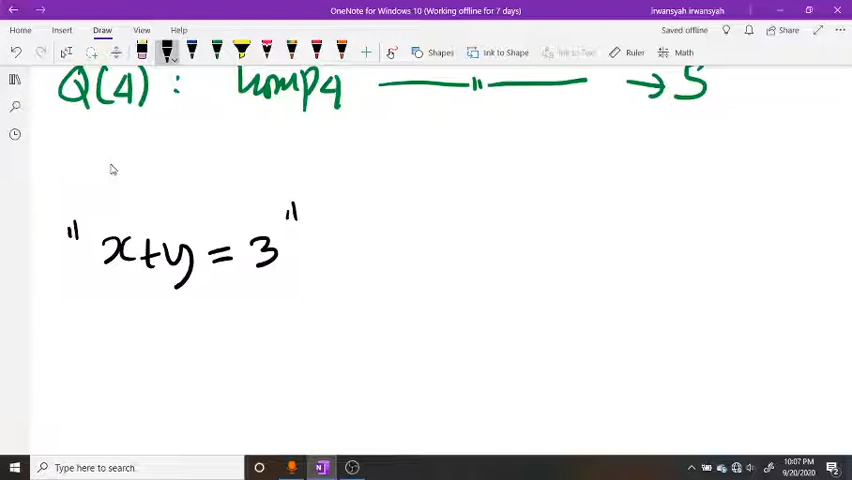 OneNote for Windows 10 (Working offline for 7 days)
irwansyah irwansyah
Home Insert Draw View Help
Saved offline Share
Shapes Ink to Shape Ink to Text Ruler Math
Q(4) : komp4 —— " —— → 5
" x+y = 3 "
Type here to search
10:07 PM
9/20/2020
2